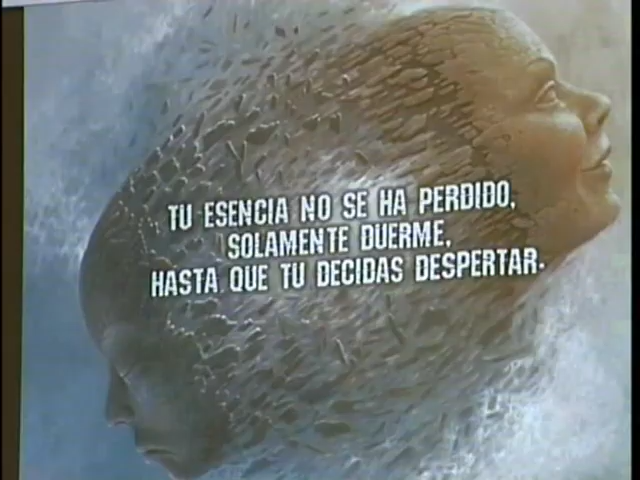 TU ESENCIA NO SE HA PERDIDO,
SOLAMENTE DUERME,
HASTA QUE TU DECIDAS DESPERTAR.